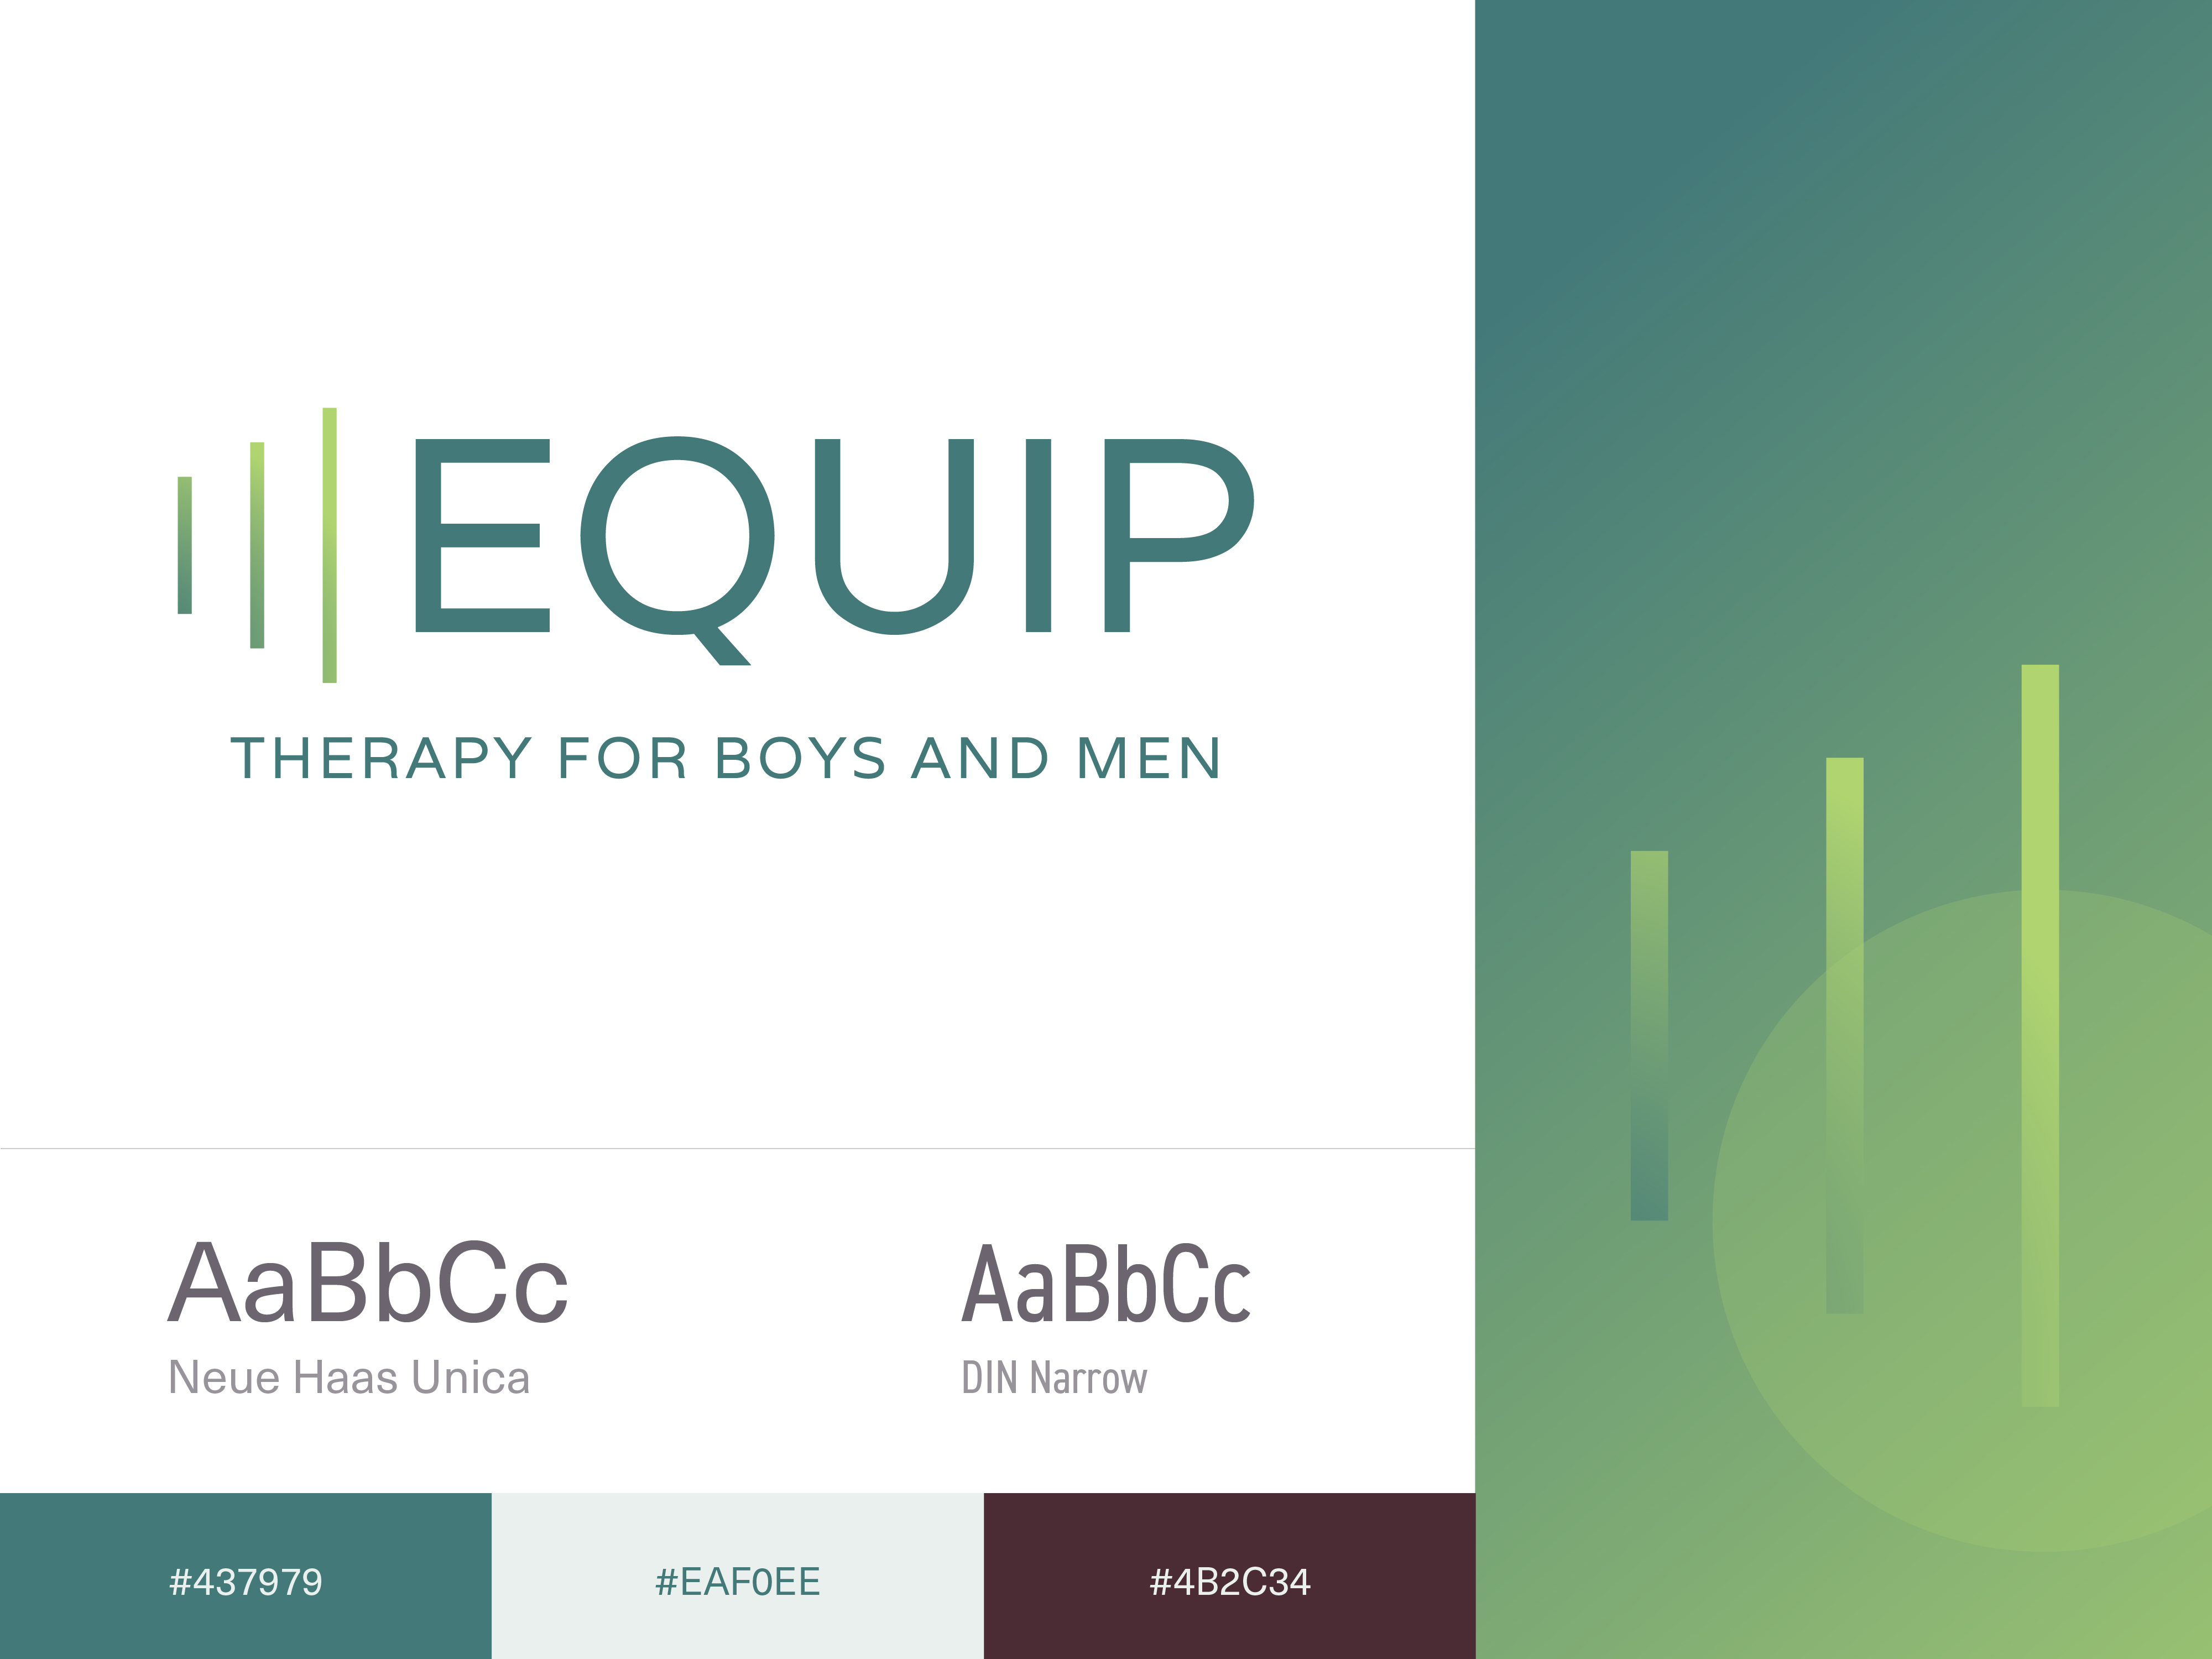 EQUIP
THERAPY FOR BOYS AND MEN
AaBbCc
Neue Haas Unica
AaBbCc
DIN Narrow
#437979
#EAF0EE
#4B2C34